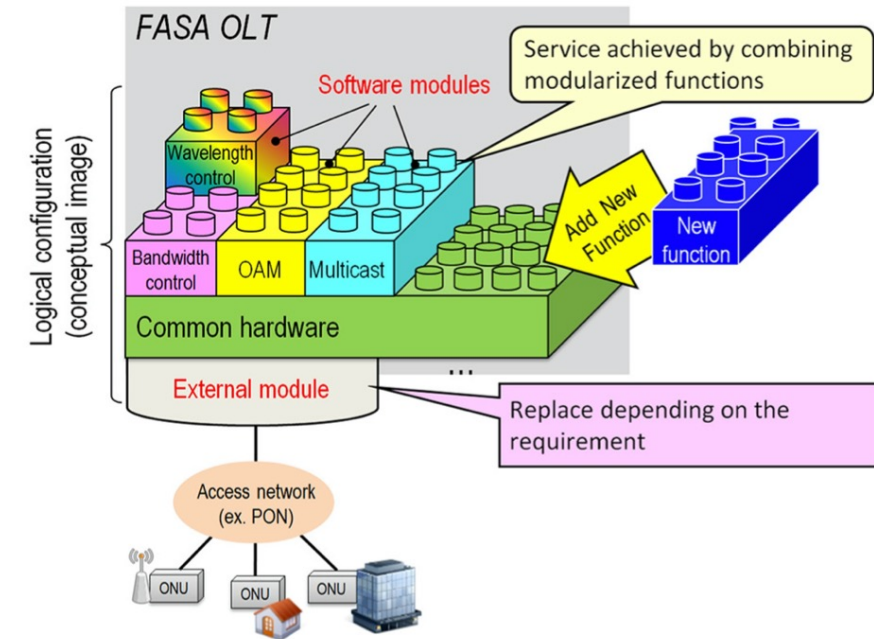 FASA OLT
Service achieved by combining
modularized functions
Software modules
Logical configuration
(conceptual image)
Wavelength
control
Add New
Function
New
function
Bandwidth
control
OAM
Multicast
Common hardware
...
External module
Replace depending on the
requirement
Access network
(ex. PON)
ONU
ONU
ONU